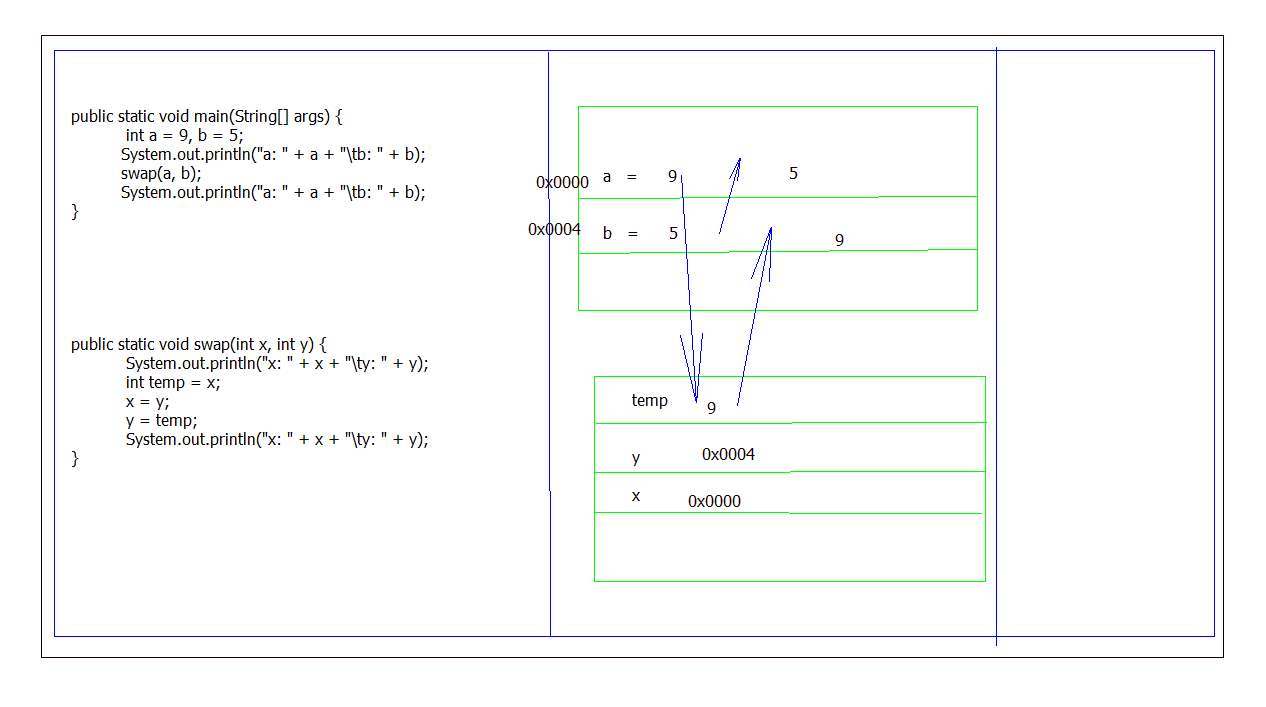 public static void main(String[] args) {
int a = 9, b = 5;
System.out.println("a: " + a + "\tb: " + b);
swap(a, b);
System.out.println("a: " + a + "\tb: " + b);
}
public static void swap(int x, int y) {
System.out.println("x: " + x + "\ty: " + y);
int temp = x;
x = y;
y = temp;
System.out.println("x: " + x + "\ty: " + y);
}
0x0000 a = 9 5
0x0004 b = 5 9
temp 9
y 0x0004
x 0x0000